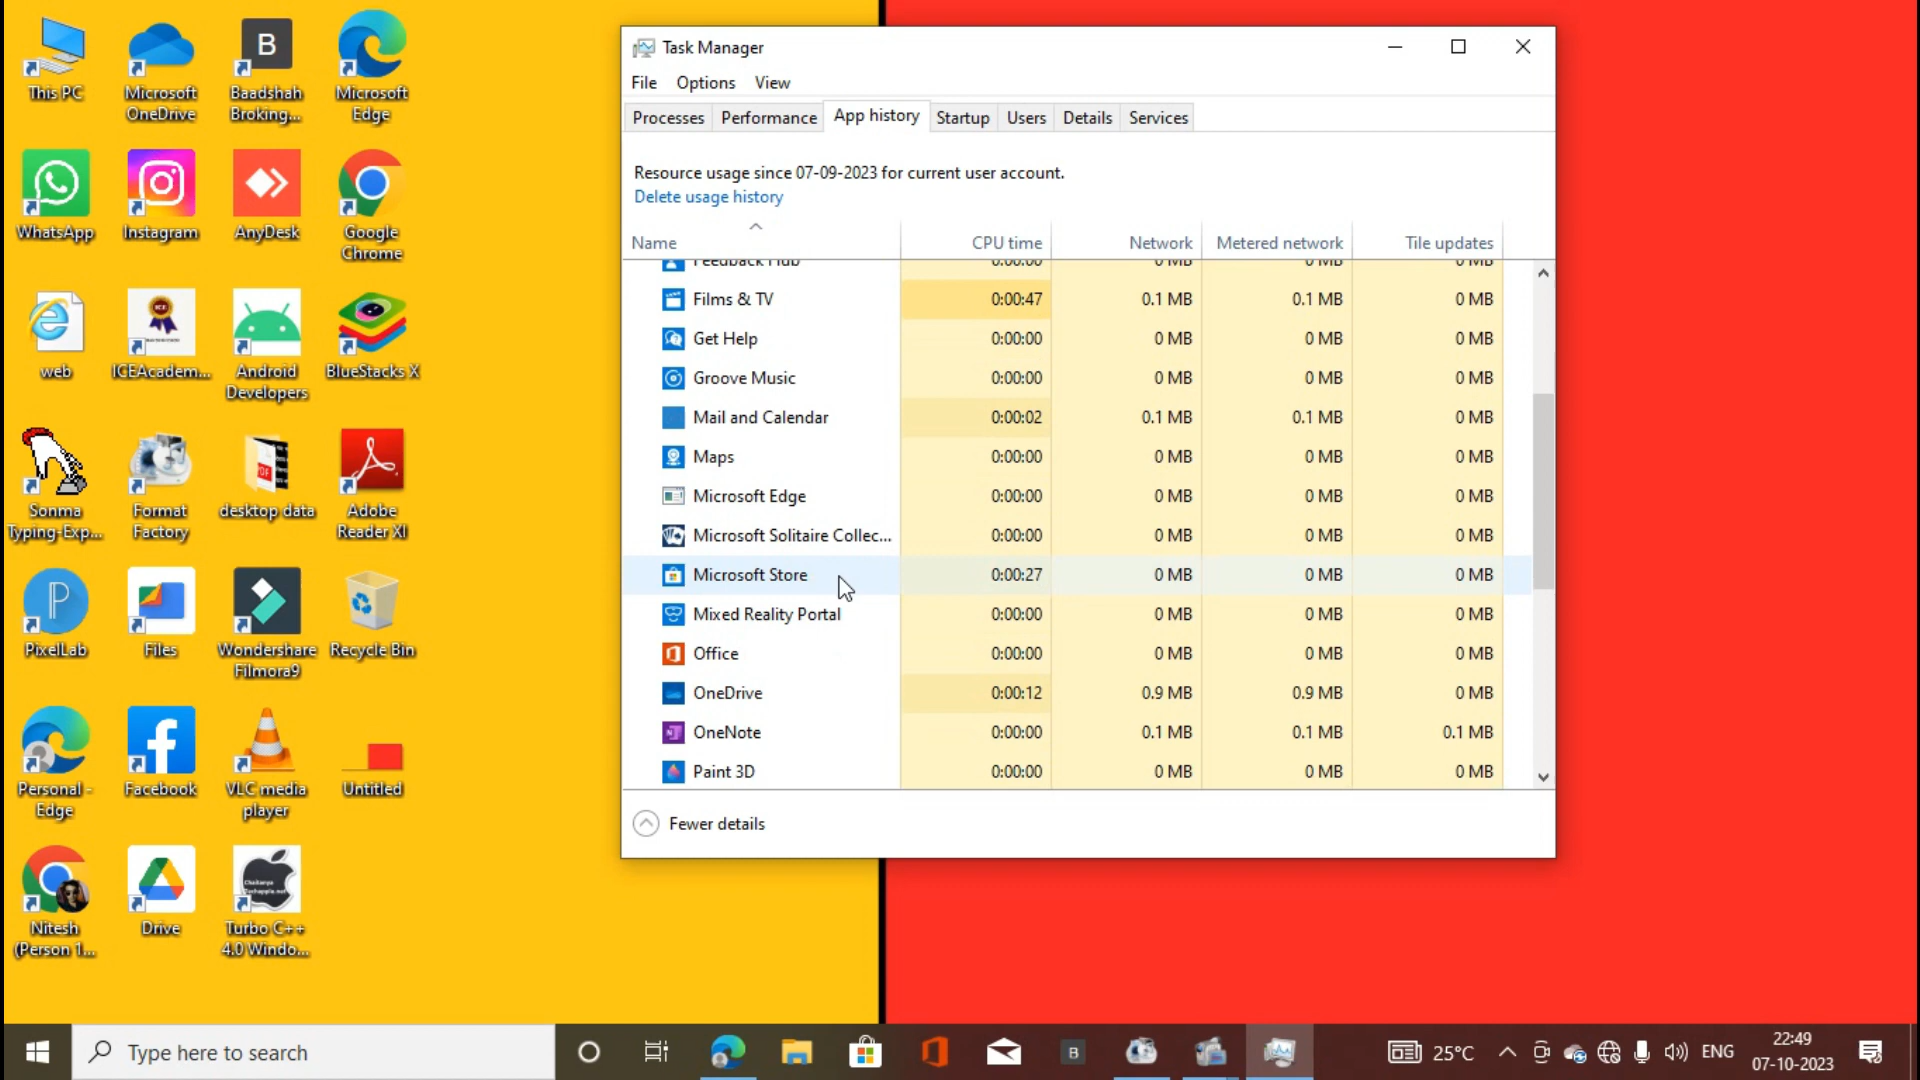 This PC
Microsoft
OneDrive
Baadshah
Broking...
Microsoft
Edge
WhatsApp
Instagram
AnyDesk
Google
Chrome
web
ICEAcadem...
Android
Developers
BlueStacks X
Sonma
Typing-Exp...
Format
Factory
desktop data
Adobe
Reader XI
PixelLab
Files
Wondershare
Filmora9
Recycle Bin
Personal -
Edge
Facebook
VLC media
player
Untitled
Nitesh
(Person 1...
Drive
Turbo C++
4.0 Windo...
Task Manager
File Options View
Processes Performance App history Startup Users Details Services
Resource usage since 07-09-2023 for current user account.
Delete usage history
Name CPU time Network Metered network Tile updates
Feedback Hub 0:00:00 0 MB 0 MB 0 MB
Films & TV 0:00:47 0.1 MB 0.1 MB 0 MB
Get Help 0:00:00 0 MB 0 MB 0 MB
Groove Music 0:00:00 0 MB 0 MB 0 MB
Mail and Calendar 0:00:02 0.1 MB 0.1 MB 0 MB
Maps 0:00:00 0 MB 0 MB 0 MB
Microsoft Edge 0:00:00 0 MB 0 MB 0 MB
Microsoft Solitaire Collec... 0:00:00 0 MB 0 MB 0 MB
Microsoft Store 0:00:27 0 MB 0 MB 0 MB
Mixed Reality Portal 0:00:00 0 MB 0 MB 0 MB
Office 0:00:00 0 MB 0 MB 0 MB
OneDrive 0:00:12 0.9 MB 0.9 MB 0 MB
OneNote 0:00:00 0.1 MB 0.1 MB 0.1 MB
Paint 3D 0:00:00 0 MB 0 MB 0 MB
Fewer details
Type here to search
25°C
ENG
22:49
07-10-2023